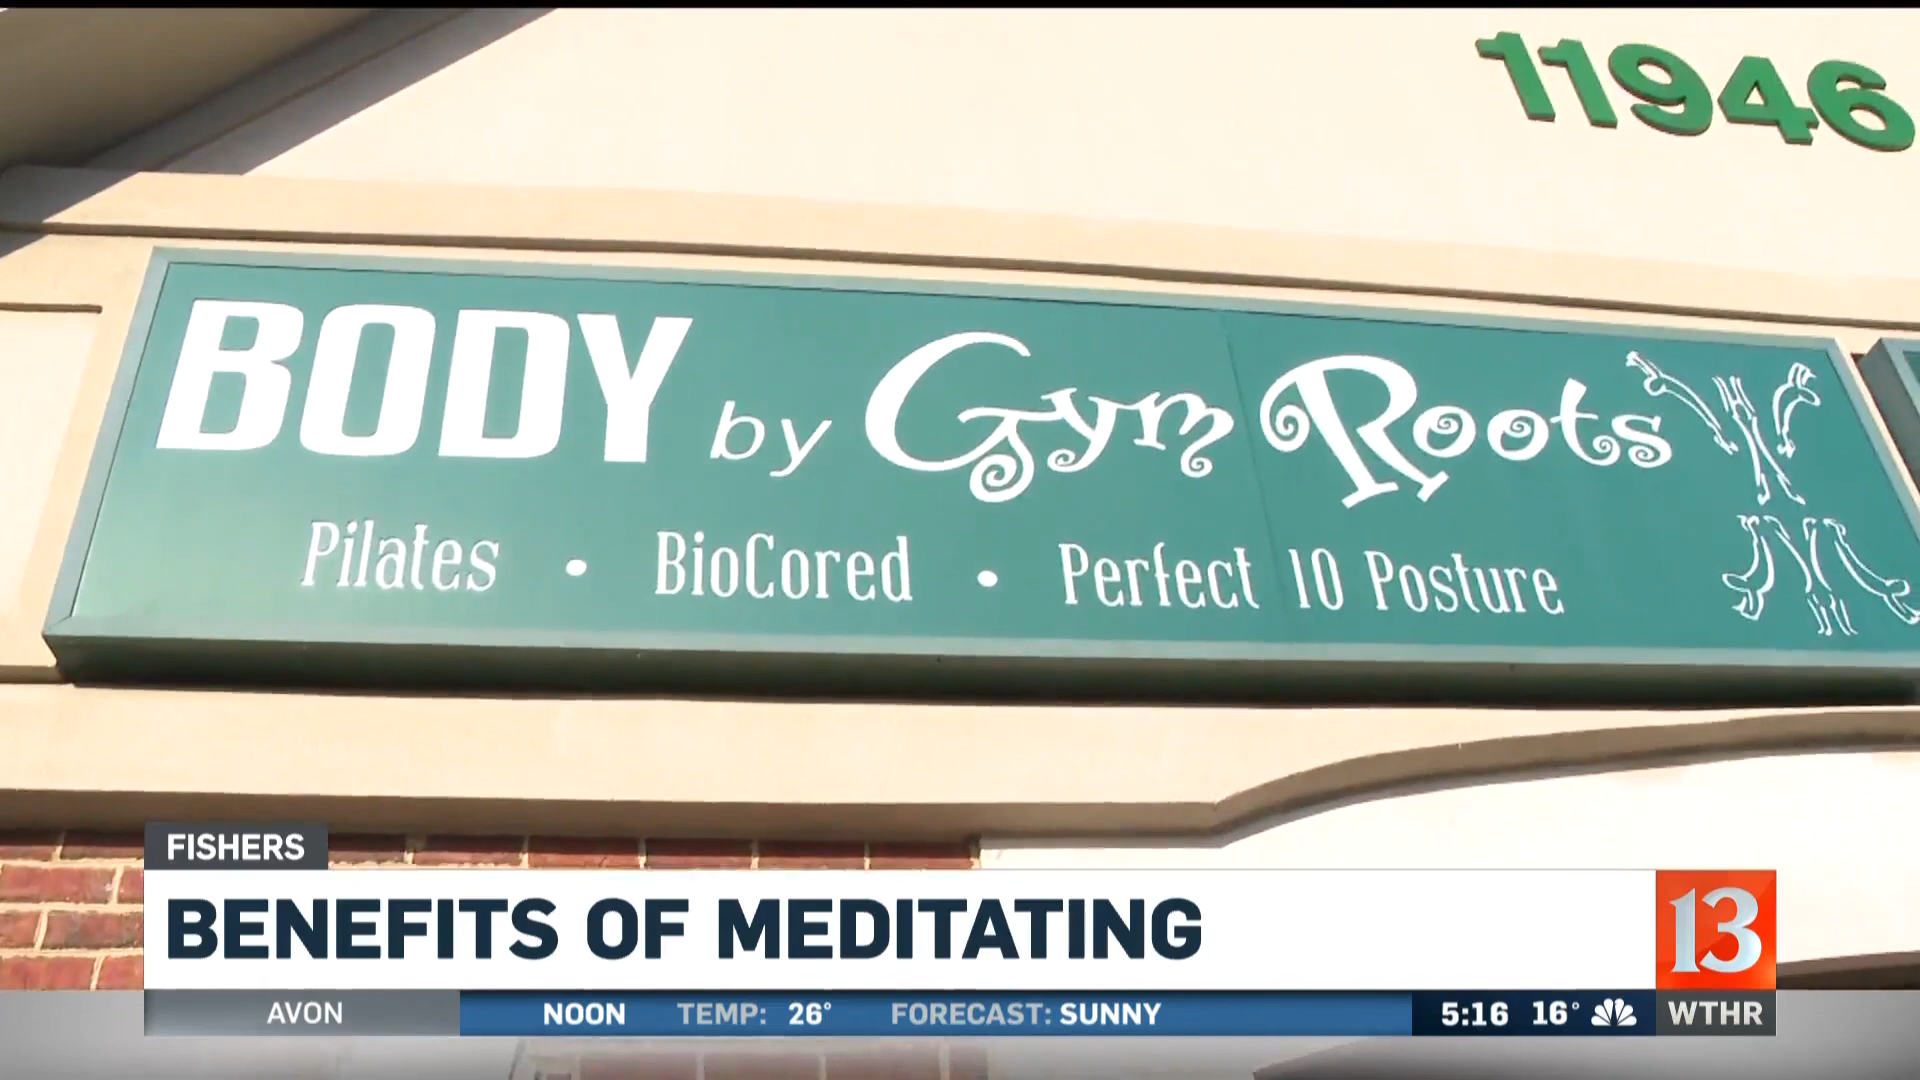 11946
BODY by Gym Roots
Pilates • BioCored • Perfect 10 Posture
FISHERS
BENEFITS OF MEDITATING
13
AVON NOON TEMP: 26° FORECAST: SUNNY 5:16 16° WTHR